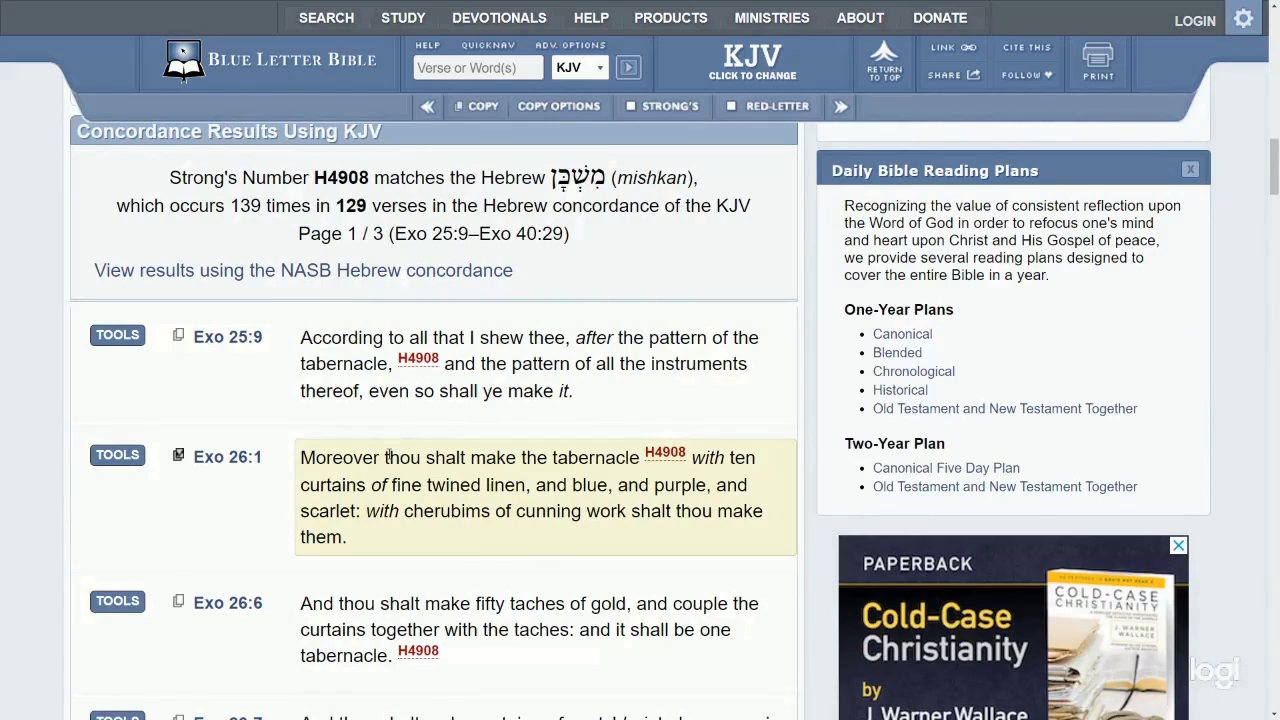 SEARCH STUDY DEVOTIONALS HELP PRODUCTS MINISTRIES ABOUT DONATE LOGIN
BLUE LETTER BIBLE
HELP QUICKNAV ADV. OPTIONS
Verse or Word(s) KJV
KJV
CLICK TO CHANGE
RETURN
TO TOP
LINK CITE THIS
SHARE FOLLOW
PRINT
COPY COPY OPTIONS STRONG'S RED-LETTER
Concordance Results Using KJV
Strong's Number H4908 matches the Hebrew מִשְׁכָּן (mishkan),
which occurs 139 times in 129 verses in the Hebrew concordance of the KJV
Page 1 / 3 (Exo 25:9–Exo 40:29)
View results using the NASB Hebrew concordance
TOOLS Exo 25:9 According to all that I shew thee, after the pattern of the
tabernacle, H4908 and the pattern of all the instruments
thereof, even so shall ye make it.
TOOLS Exo 26:1 Moreover thou shalt make the tabernacle H4908 with ten
curtains of fine twined linen, and blue, and purple, and
scarlet: with cherubims of cunning work shalt thou make
them.
TOOLS Exo 26:6 And thou shalt make fifty taches of gold, and couple the
curtains together with the taches: and it shall be one
tabernacle. H4908
Daily Bible Reading Plans
Recognizing the value of consistent reflection upon
the Word of God in order to refocus one's mind
and heart upon Christ and His Gospel of peace,
we provide several reading plans designed to
cover the entire Bible in a year.
One-Year Plans
Canonical
Blended
Chronological
Historical
Old Testament and New Testament Together
Two-Year Plan
Canonical Five Day Plan
Old Testament and New Testament Together
PAPERBACK
Cold-Case
Christianity
by
J. Warner Wallace
COLD-CASE
CHRISTIANITY
J. WARNER
WALLACE
logi